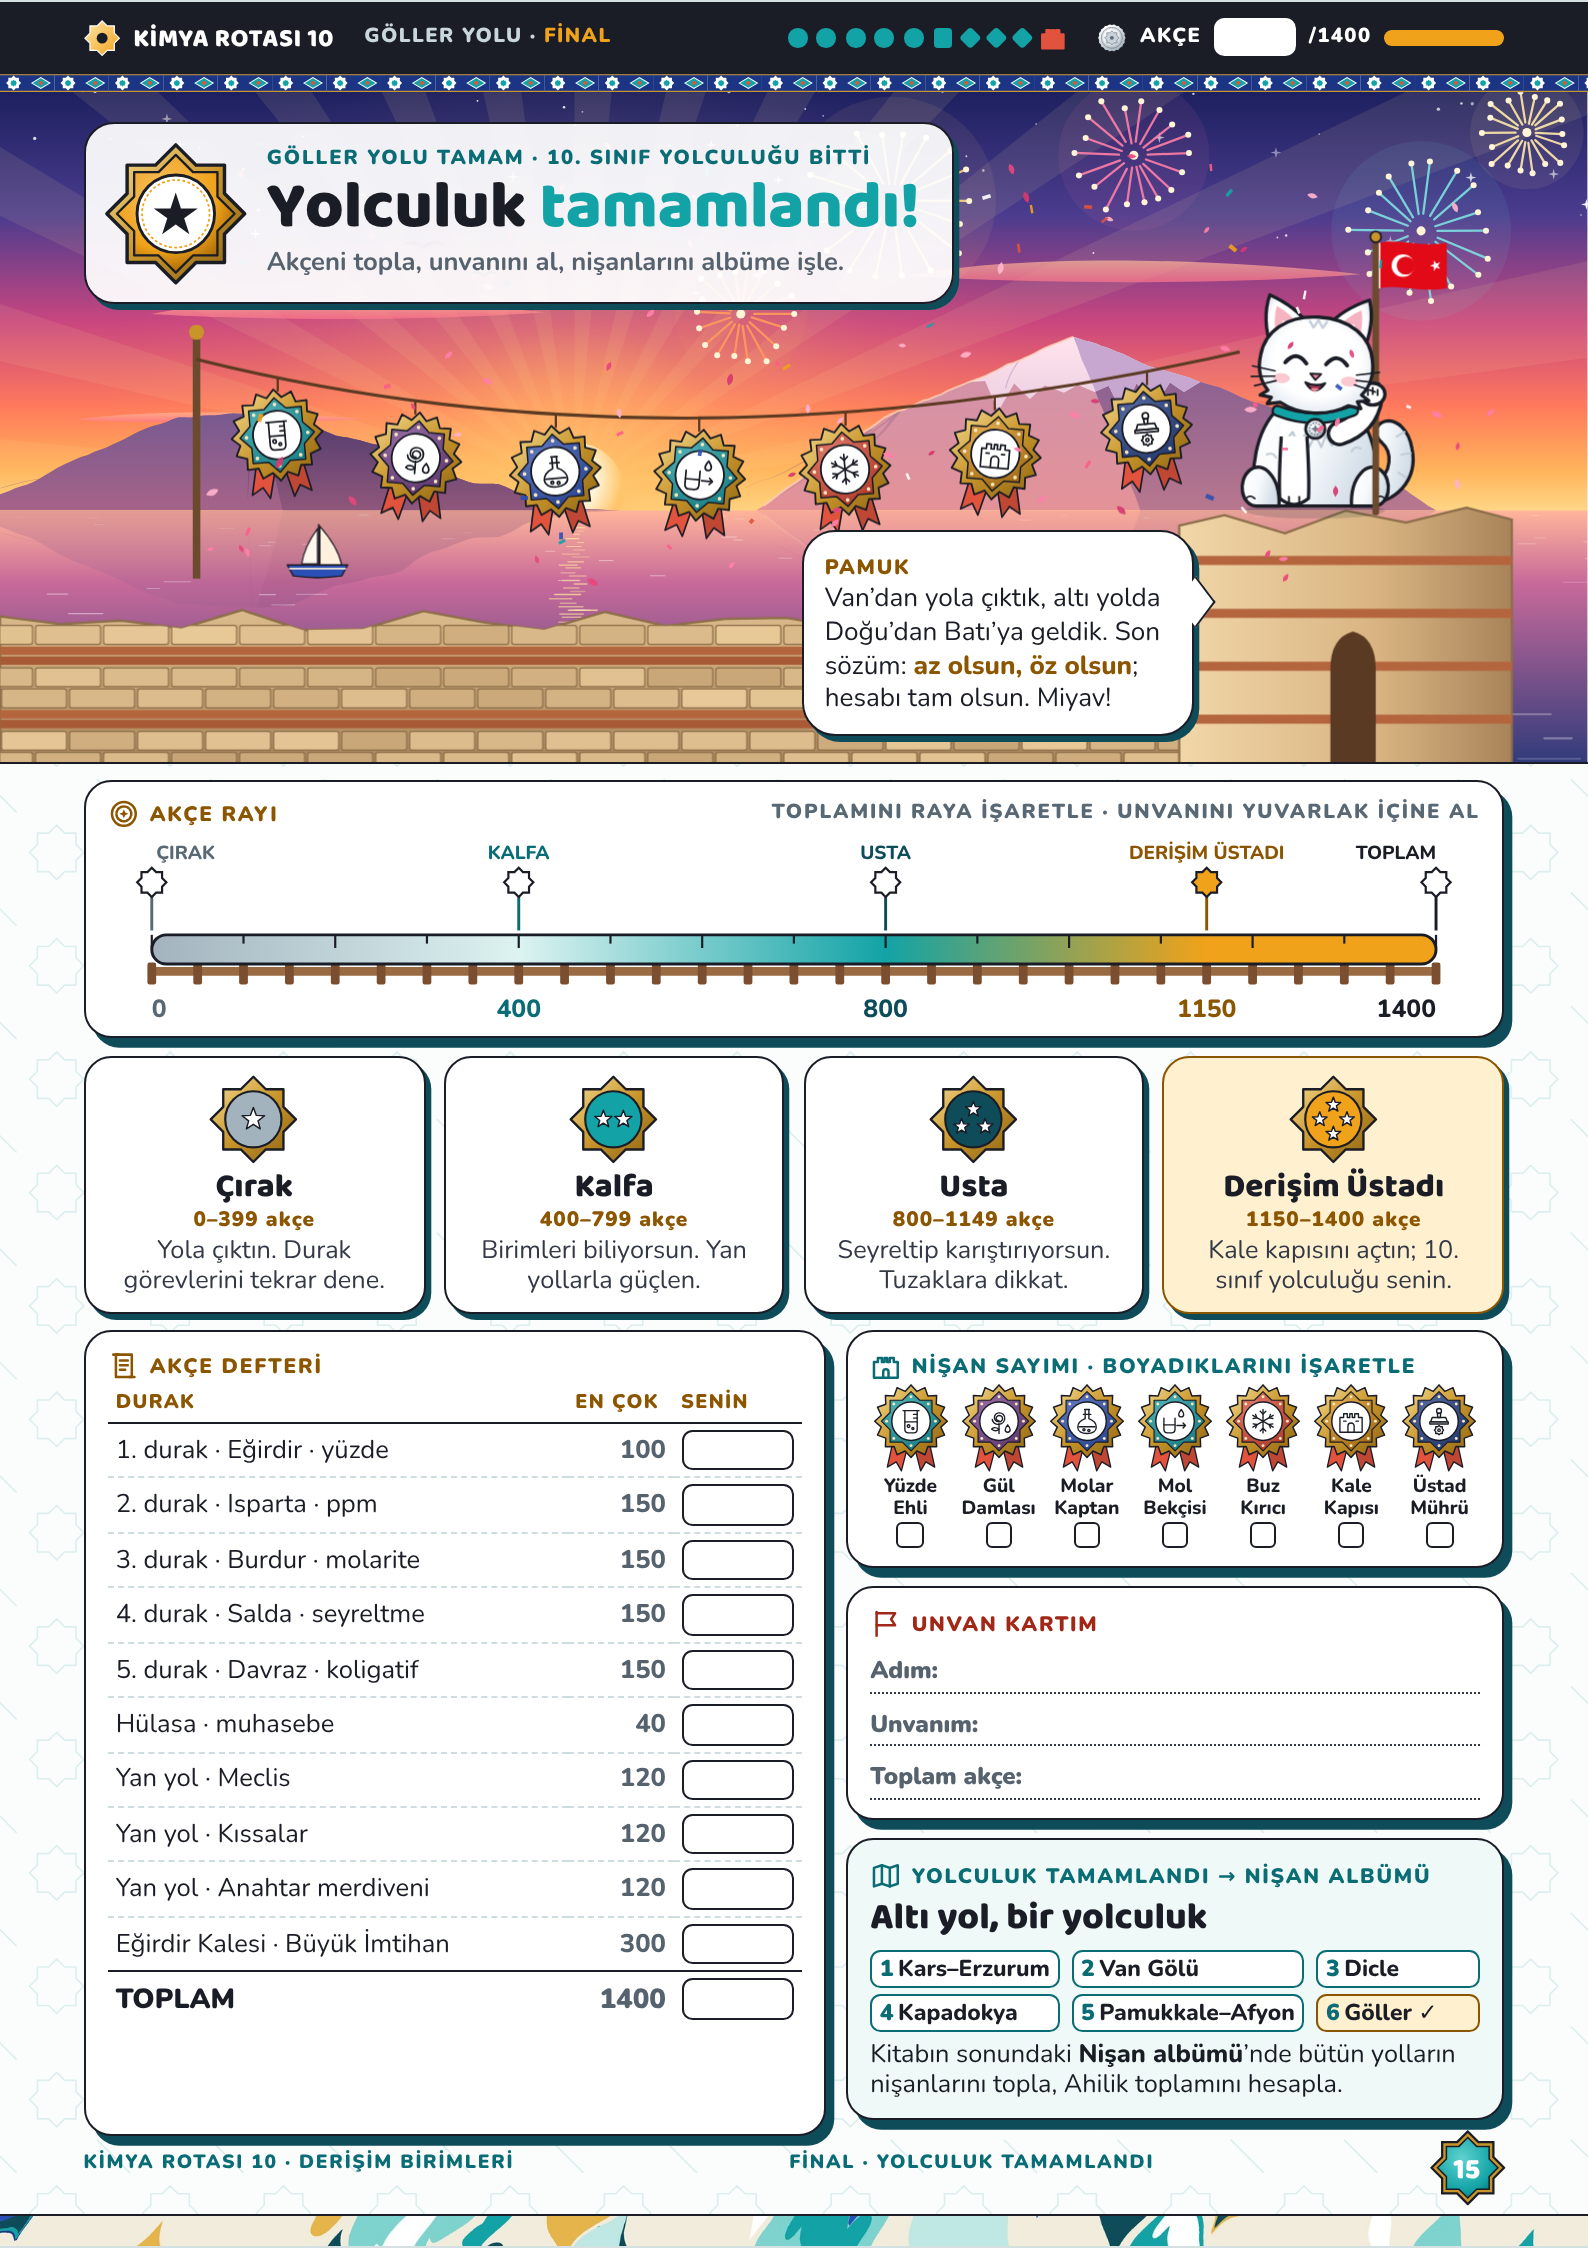 KİMYA ROTASI 10
GÖLLER YOLU · FİNAL
AKÇE /1400
GÖLLER YOLU TAMAM · 10. SINIF YOLCULUĞU BİTTİ
Yolculuk tamamlandı!
Akçeni topla, unvanını al, nişanlarını albüme işle.
PAMUK
Van'dan yola çıktık, altı yolda
Doğu'dan Batı'ya geldik. Son
sözüm: az olsun, öz olsun;
hesabı tam olsun. Miyav!
AKÇE RAYI
TOPLAMINI RAYA İŞARETLE · UNVANINI YUVARLAK İÇİNE AL
ÇIRAK KALFA USTA DERİŞİM ÜSTADI TOPLAM
0 400 800 1150 1400
Çırak
0–399 akçe
Yola çıktın. Durak
görevlerini tekrar dene.
Kalfa
400–799 akçe
Birimleri biliyorsun. Yan
yollarla güçlen.
Usta
800–1149 akçe
Seyreltip karıştırıyorsun.
Tuzaklara dikkat.
Derişim Üstadı
1150–1400 akçe
Kale kapısını açtın; 10.
sınıf yolculuğu senin.
AKÇE DEFTERİ
DURAK EN ÇOK SENİN
1. durak · Eğirdir · yüzde 100
2. durak · Isparta · ppm 150
3. durak · Burdur · molarite 150
4. durak · Salda · seyreltme 150
5. durak · Davraz · koligatif 150
Hülasa · muhasebe 40
Yan yol · Meclis 120
Yan yol · Kıssalar 120
Yan yol · Anahtar merdiveni 120
Eğirdir Kalesi · Büyük İmtihan 300
TOPLAM 1400
NİŞAN SAYIMI · BOYADIKLARINI İŞARETLE
Yüzde Gül Molar Mol Buz Kale Üstad
Ehli Damlası Kaptan Bekçisi Kırıcı Kapısı Mührü
UNVAN KARTIM
Adım:
Unvanım:
Toplam akçe:
YOLCULUK TAMAMLANDI → NİŞAN ALBÜMÜ
Altı yol, bir yolculuk
1 Kars–Erzurum 2 Van Gölü 3 Dicle
4 Kapadokya 5 Pamukkale–Afyon 6 Göller ✓
Kitabın sonundaki Nişan albümü'nde bütün yolların
nişanlarını topla, Ahilik toplamını hesapla.
KİMYA ROTASI 10 · DERİŞİM BİRİMLERİ
FİNAL · YOLCULUK TAMAMLANDI
15